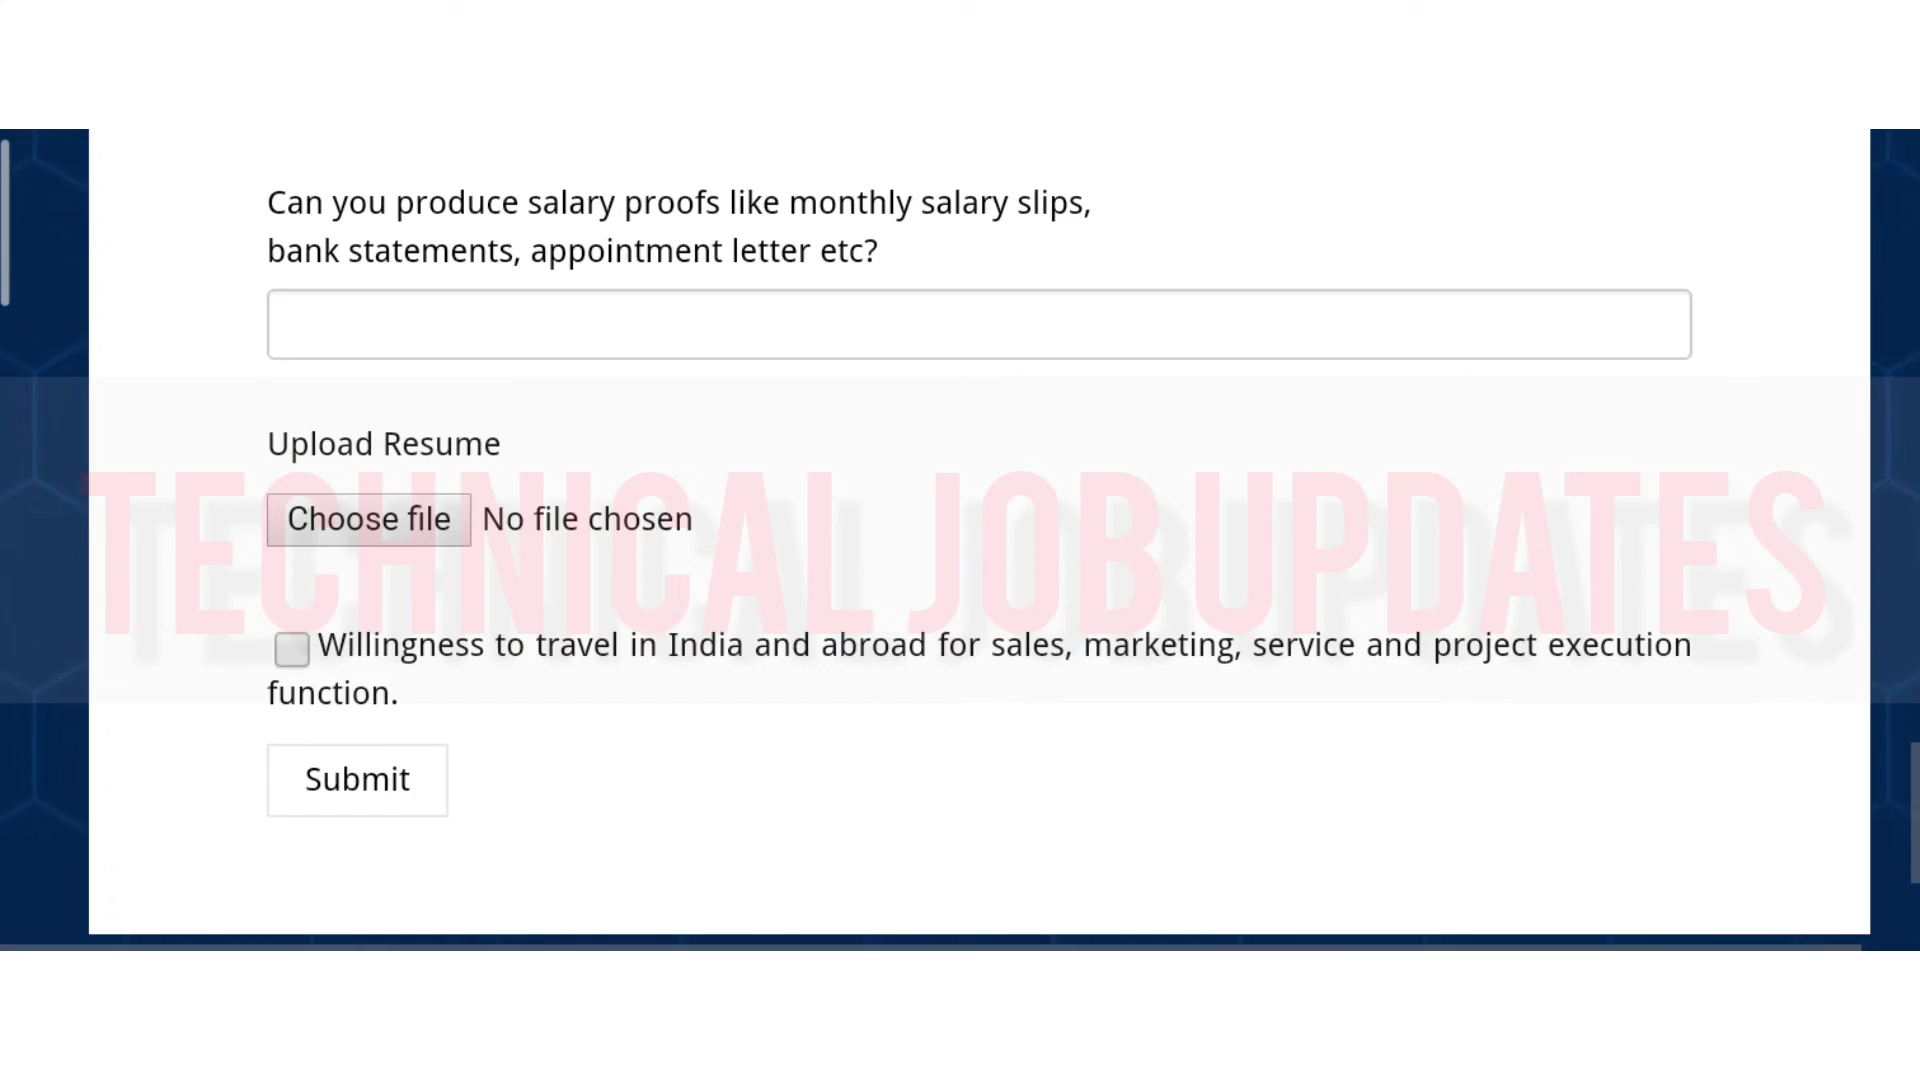 Can you produce salary proofs like monthly salary slips,
bank statements, appointment letter etc?
Upload Resume
Choose file No file chosen
TECHNICAL JOB UPDATES
Willingness to travel in India and abroad for sales, marketing, service and project execution
function.
Submit